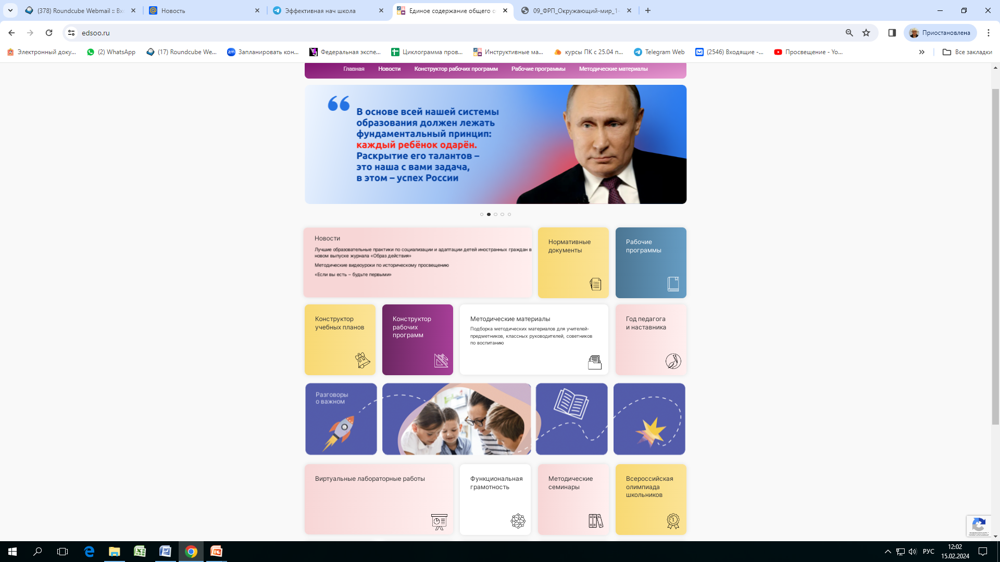 (378) Roundcube Webmail :: Вх
Новость
Эффективная нач школа
Единое содержание общего о
09_ФРП_Окружающий-мир_1-
edsoo.ru
Приостановлена
Электронный доку...
(2) WhatsApp
(17) Roundcube We...
Запланировать кон...
Федеральная экспе...
Циклограмма пров...
Инструктивные ма...
курсы ПК с 25.04 п...
Telegram Web
(2546) Входящие -...
Просвещение - Yo...
Все закладки
Главная
Новости
Конструктор рабочих программ
Рабочие программы
Методические материалы
В основе всей нашей системы
образования должен лежать
фундаментальный принцип:
каждый ребёнок одарён.
Раскрытие его талантов –
это наша с вами задача,
в этом – успех России
Новости
Лучшие образовательные практики по социализации и адаптации детей иностранных граждан в
новом выпуске журнала «Образ действия»
Методические видеоуроки по историческому просвещению
«Если вы есть – будьте первыми»
Нормативные
документы
Рабочие
программы
Конструктор
учебных планов
Конструктор
рабочих
программ
Методические материалы
Подборка методических материалов для учителей-
предметников, классных руководителей, советников
по воспитанию
Год педагога
и наставника
Разговоры
о важном
Виртуальные лабораторные работы
Функциональная
грамотность
Методические
семинары
Всероссийская
олимпиада
школьников
РУС
12:02
15.02.2024